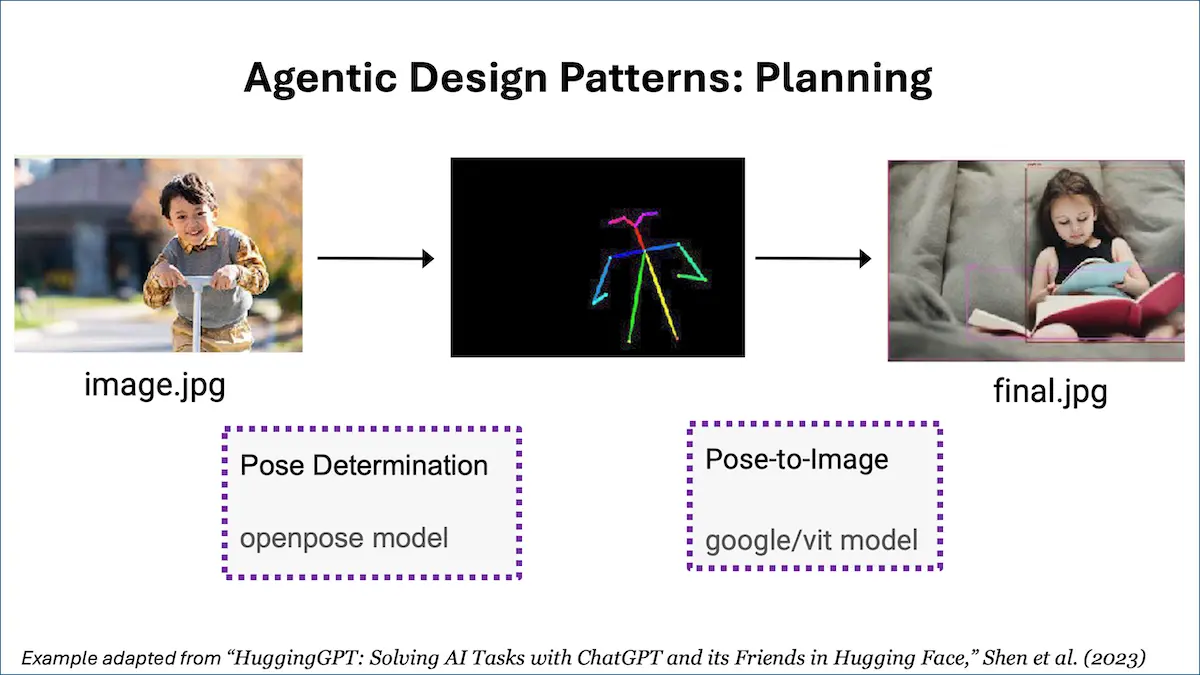 Agentic Design Patterns: Planning
image.jpg
final.jpg
Pose Determination
openpose model
Pose-to-Image
google/vit model
Example adapted from “HuggingGPT: Solving AI Tasks with ChatGPT and its Friends in Hugging Face,” Shen et al. (2023)